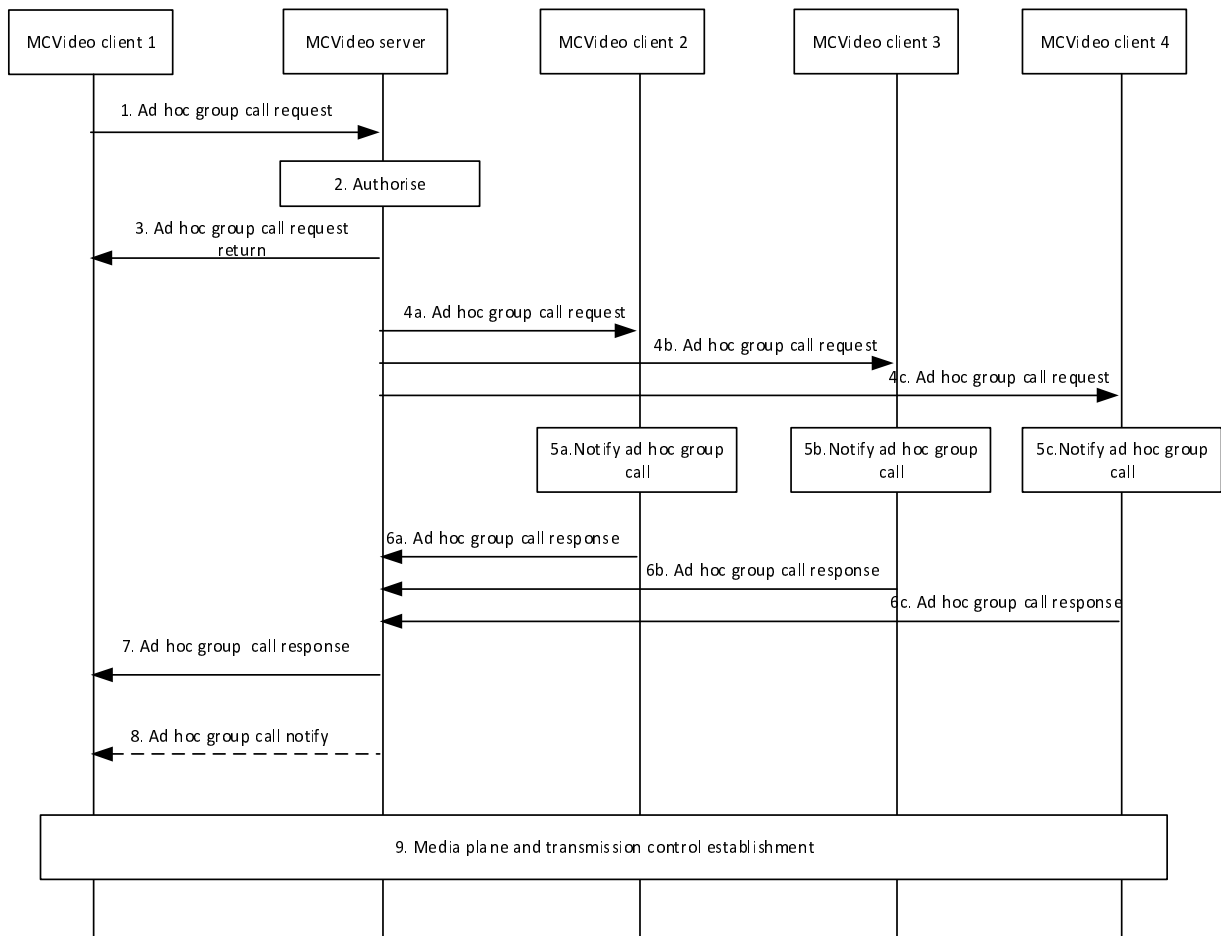 MCVideo client 1
MCVideo server
MCVideo client 2
MCVideo client 3
MCVideo client 4
1. Ad hoc group call request
2. Authorise
3. Ad hoc group call request
return
4a. Ad hoc group call request
4b. Ad hoc group call request
4c. Ad hoc group call request
5a.Notify ad hoc group
call
5b.Notify ad hoc group
call
5c.Notify ad hoc group
call
6a. Ad hoc group call response
6b. Ad hoc group call response
6c. Ad hoc group call response
7. Ad hoc group call response
8. Ad hoc group call notify
9. Media plane and transmission control establishment